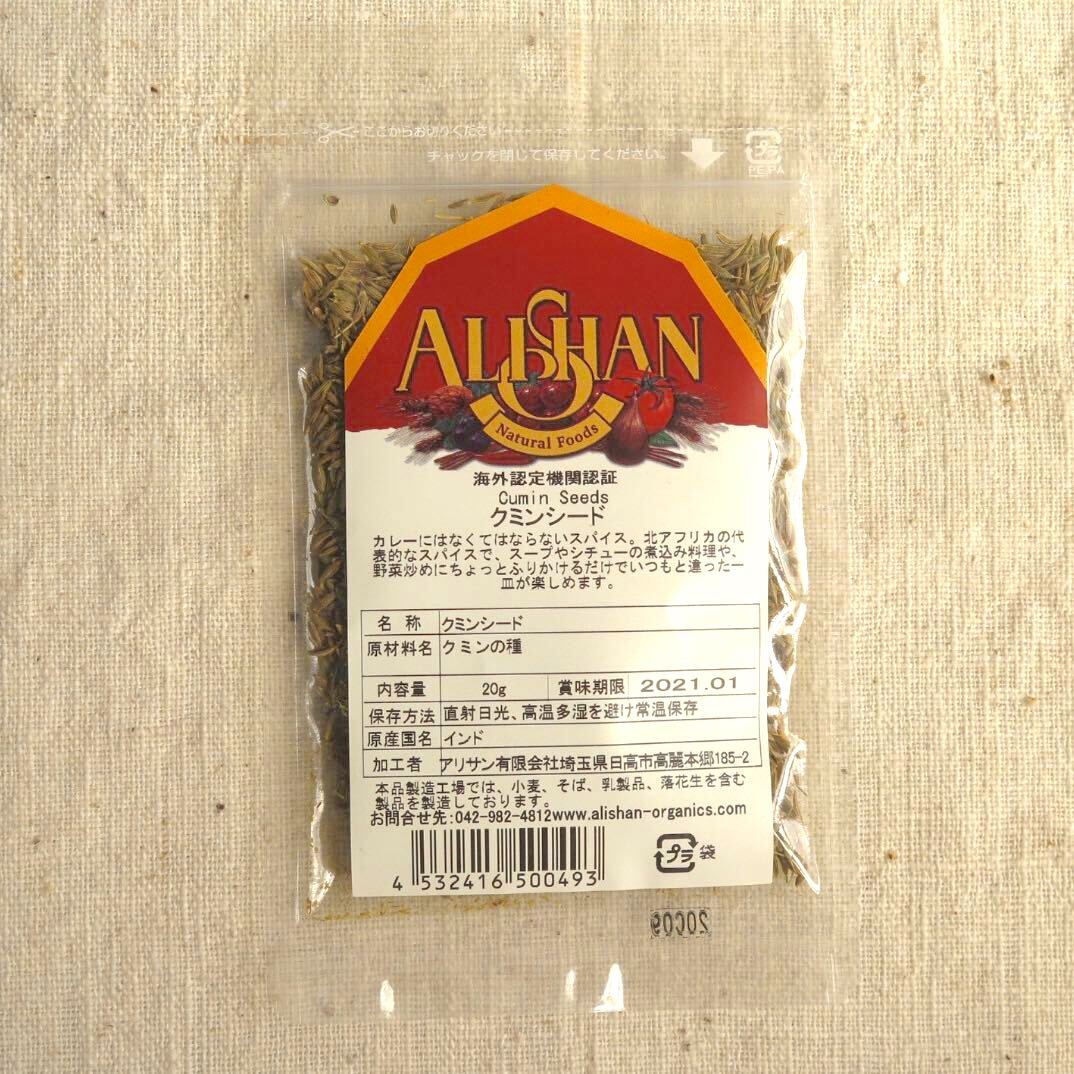 ここからお切りください
チャックを閉じて保存してください。
PE,PA
ALISHAN
Natural Foods
海外認定機関認証
Cumin Seeds
クミンシード
カレーにはなくてはならないスパイス。北アフリカの代
表的なスパイスで、スープやシチューの煮込み料理や、
野菜炒めにちょっとふりかけるだけでいつもと違った一
皿が楽しめます。
名 称 クミンシード
原材料名 クミンの種
内容量 20g 賞味期限 2021.01
保存方法 直射日光、高温多湿を避け常温保存
原産国名 インド
加工者 アリサン有限会社埼玉県日高市高麗本郷185-2
本品製造工場では、小麦、そば、乳製品、落花生を含む
製品を製造しております。
お問合せ先:042-982-4812www.alishan-organics.com
プラ 袋
4 532416 500493